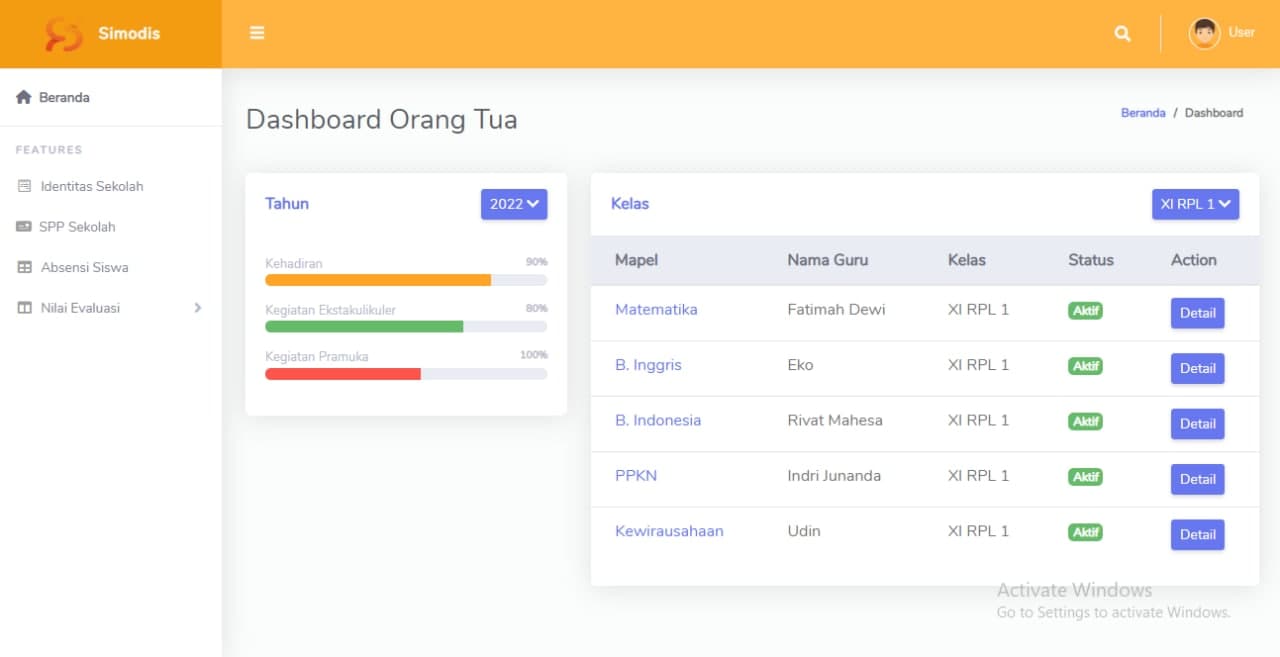 Simodis
User
Beranda
FEATURES
Identitas Sekolah
SPP Sekolah
Absensi Siswa
Nilai Evaluasi
Dashboard Orang Tua
Beranda / Dashboard
Tahun 2022
Kehadiran 90%
Kegiatan Ekstakulikuler 80%
Kegiatan Pramuka 100%
Kelas XI RPL 1
Mapel Nama Guru Kelas Status Action
Matematika Fatimah Dewi XI RPL 1 Aktif Detail
B. Inggris Eko XI RPL 1 Aktif Detail
B. Indonesia Rivat Mahesa XI RPL 1 Aktif Detail
PPKN Indri Junanda XI RPL 1 Aktif Detail
Kewirausahaan Udin XI RPL 1 Aktif Detail
Activate Windows
Go to Settings to activate Windows.